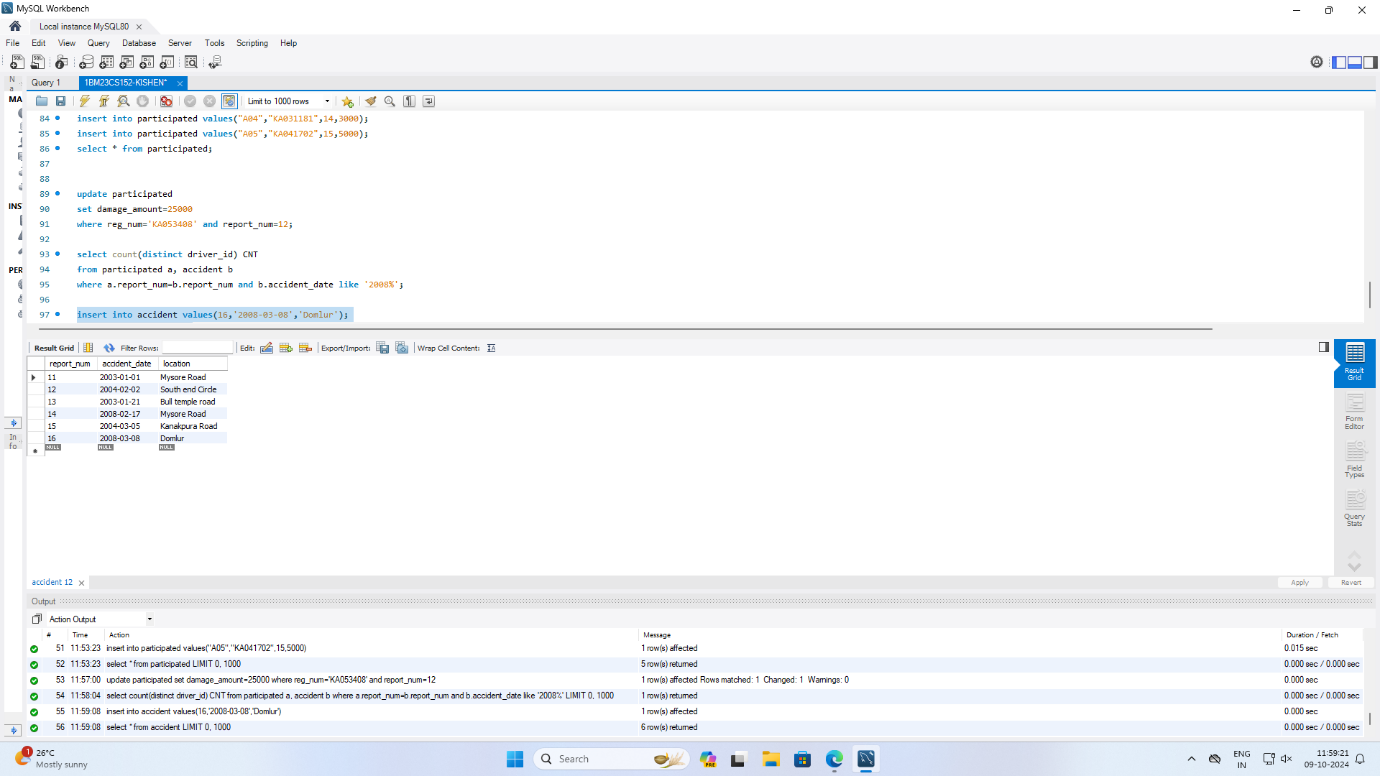 MySQL Workbench
Local instance MySQL80
File Edit View Query Database Server Tools Scripting Help
Query 1 1BM23CS152-KISHEN*
Limit to 1000 rows
84 insert into participated values("A04","KA031181",14,3000);
85 insert into participated values("A05","KA041702",15,5000);
86 select * from participated;
87
88
89 update participated
90 set damage_amount=25000
91 where reg_num='KA053408' and report_num=12;
92
93 select count(distinct driver_id) CNT
94 from participated a, accident b
95 where a.report_num=b.report_num and b.accident_date like '2008%';
96
97 insert into accident values(16,'2008-03-08','Domlur');
N
a
MA
INS
PER
In
fo
Result Grid Filter Rows: Edit: Export/Import: Wrap Cell Content:
report_num accident_date location
11 2003-01-01 Mysore Road
12 2004-02-02 South end Circle
13 2003-01-21 Bull temple road
14 2008-02-17 Mysore Road
15 2004-03-05 Kanakpura Road
16 2008-03-08 Domlur
NULL NULL NULL
Result
Grid
Form
Editor
Field
Types
Query
Stats
accident 12 Apply Revert
Output
Action Output
# Time Action Message Duration / Fetch
51 11:53:23 insert into participated values("A05","KA041702",15,5000) 1 row(s) affected 0.015 sec
52 11:53:23 select * from participated LIMIT 0, 1000 5 row(s) returned 0.000 sec / 0.000 sec
53 11:57:00 update participated set damage_amount=25000 where reg_num='KA053408' and report_num=12 1 row(s) affected Rows matched: 1 Changed: 1 Warnings: 0 0.000 sec
54 11:58:04 select count(distinct driver_id) CNT from participated a, accident b where a.report_num=b.report_num and b.accident_date like '2008%' LIMIT 0, 1000 1 row(s) returned 0.000 sec / 0.000 sec
55 11:59:08 insert into accident values(16,'2008-03-08','Domlur') 1 row(s) affected 0.000 sec
56 11:59:08 select * from accident LIMIT 0, 1000 6 row(s) returned 0.000 sec / 0.000 sec
1
26°C
Mostly sunny
Search
PRE
ENG
IN
11:59:21
09-10-2024